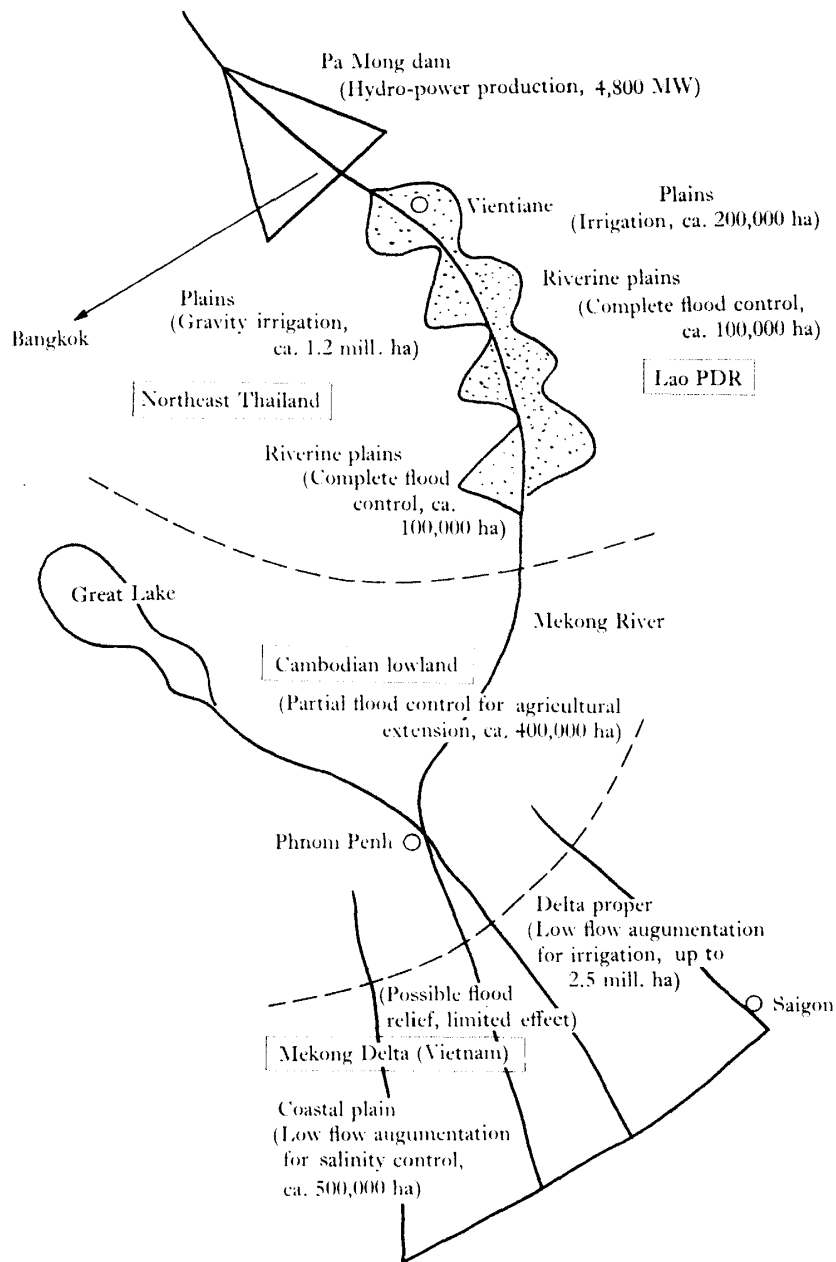 Pa Mong dam
(Hydro-power production, 4,800 MW)
Vientiane
Plains
(Irrigation, ca. 200,000 ha)
Riverine plains
(Complete flood control,
ca. 100,000 ha)
Plains
(Gravity irrigation,
ca. 1.2 mill. ha)
Bangkok
Lao PDR
Northeast Thailand
Riverine plains
(Complete flood
control, ca.
100,000 ha)
Great Lake
Mekong River
Cambodian lowland
(Partial flood control for agricultural
extension, ca. 400,000 ha)
Phnom Penh
Delta proper
(Low flow augumentation
for irrigation, up to
2.5 mill. ha)
Saigon
(Possible flood
relief, limited effect)
Mekong Delta (Vietnam)
Coastal plain
(Low flow augumentation
for salinity control,
ca. 500,000 ha)